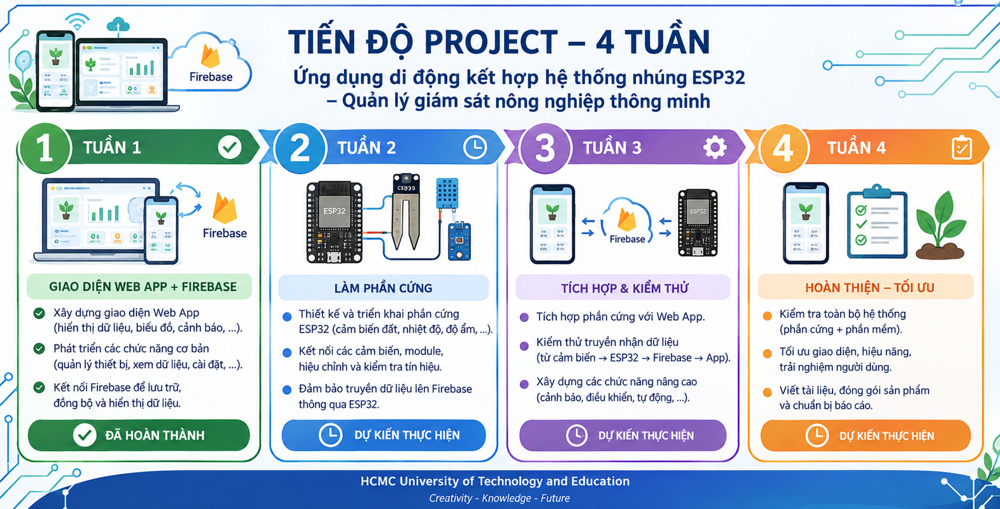 TIẾN ĐỘ PROJECT – 4 TUẦN
Ứng dụng di động kết hợp hệ thống nhúng ESP32
– Quản lý giám sát nông nghiệp thông minh
Firebase
1 TUẦN 1
Firebase
GIAO DIỆN WEB APP + FIREBASE
Xây dựng giao diện Web App
(hiển thị dữ liệu, biểu đồ, cảnh báo, ...).
Phát triển các chức năng cơ bản
(quản lý thiết bị, xem dữ liệu, cài đặt, ...).
Kết nối Firebase để lưu trữ,
đồng bộ và hiển thị dữ liệu.
ĐÃ HOÀN THÀNH
2 TUẦN 2
ESP32
LÀM PHẦN CỨNG
Thiết kế và triển khai phần cứng
ESP32 (cảm biến đất, nhiệt độ, độ ẩm, ...).
Kết nối các cảm biến, module,
hiệu chỉnh và kiểm tra tín hiệu.
Đảm bảo truyền dữ liệu lên Firebase
thông qua ESP32.
DỰ KIẾN THỰC HIỆN
3 TUẦN 3
Firebase
ESP32
TÍCH HỢP & KIỂM THỬ
Tích hợp phần cứng với Web App.
Kiểm thử truyền nhận dữ liệu
(từ cảm biến → ESP32 → Firebase → App).
Xây dựng các chức năng nâng cao
(cảnh báo, điều khiển, tự động, ...).
DỰ KIẾN THỰC HIỆN
4 TUẦN 4
HOÀN THIỆN – TỐI ƯU
Kiểm tra toàn bộ hệ thống
(phần cứng + phần mềm).
Tối ưu giao diện, hiệu năng,
trải nghiệm người dùng.
Viết tài liệu, đóng gói sản phẩm
và chuẩn bị báo cáo.
DỰ KIẾN THỰC HIỆN
HCMC University of Technology and Education
Creativity - Knowledge - Future